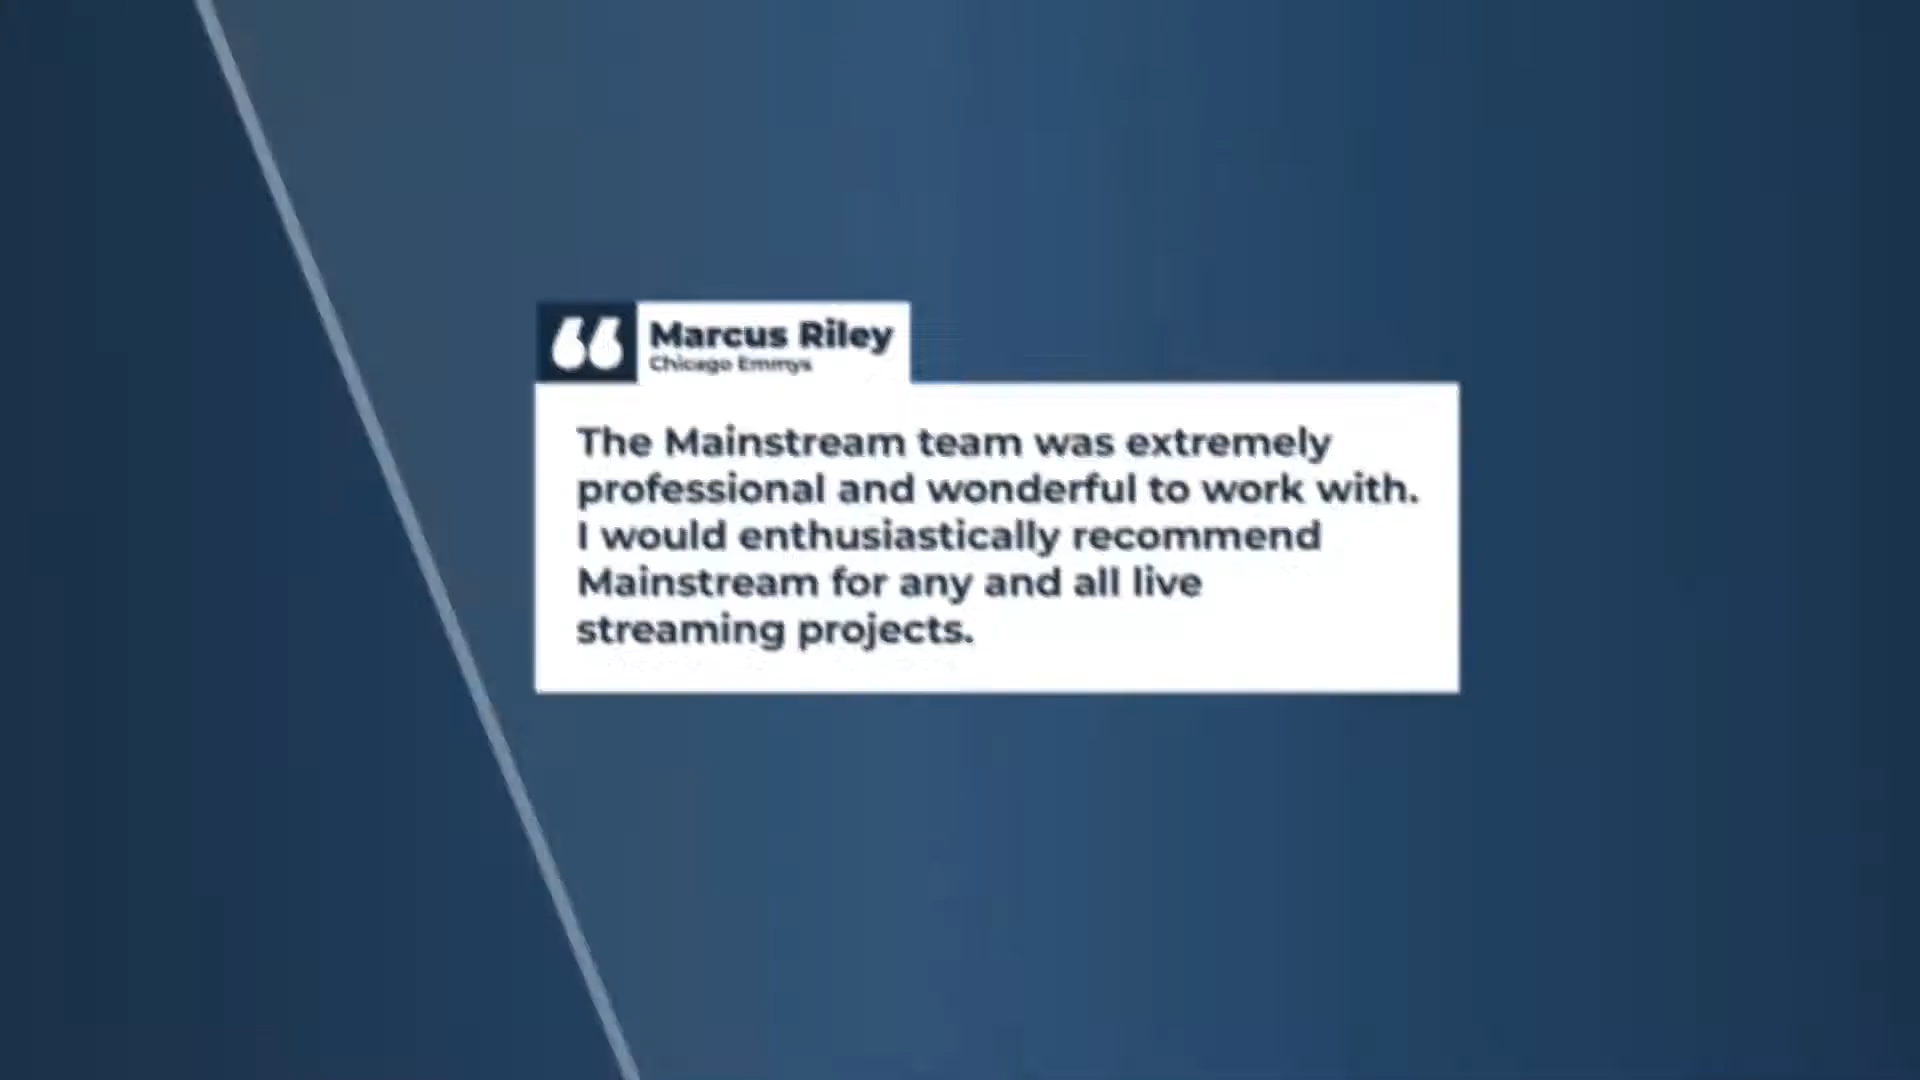 Marcus Riley
Chicago Emmys
The Mainstream team was extremely
professional and wonderful to work with.
I would enthusiastically recommend
Mainstream for any and all live
streaming projects.